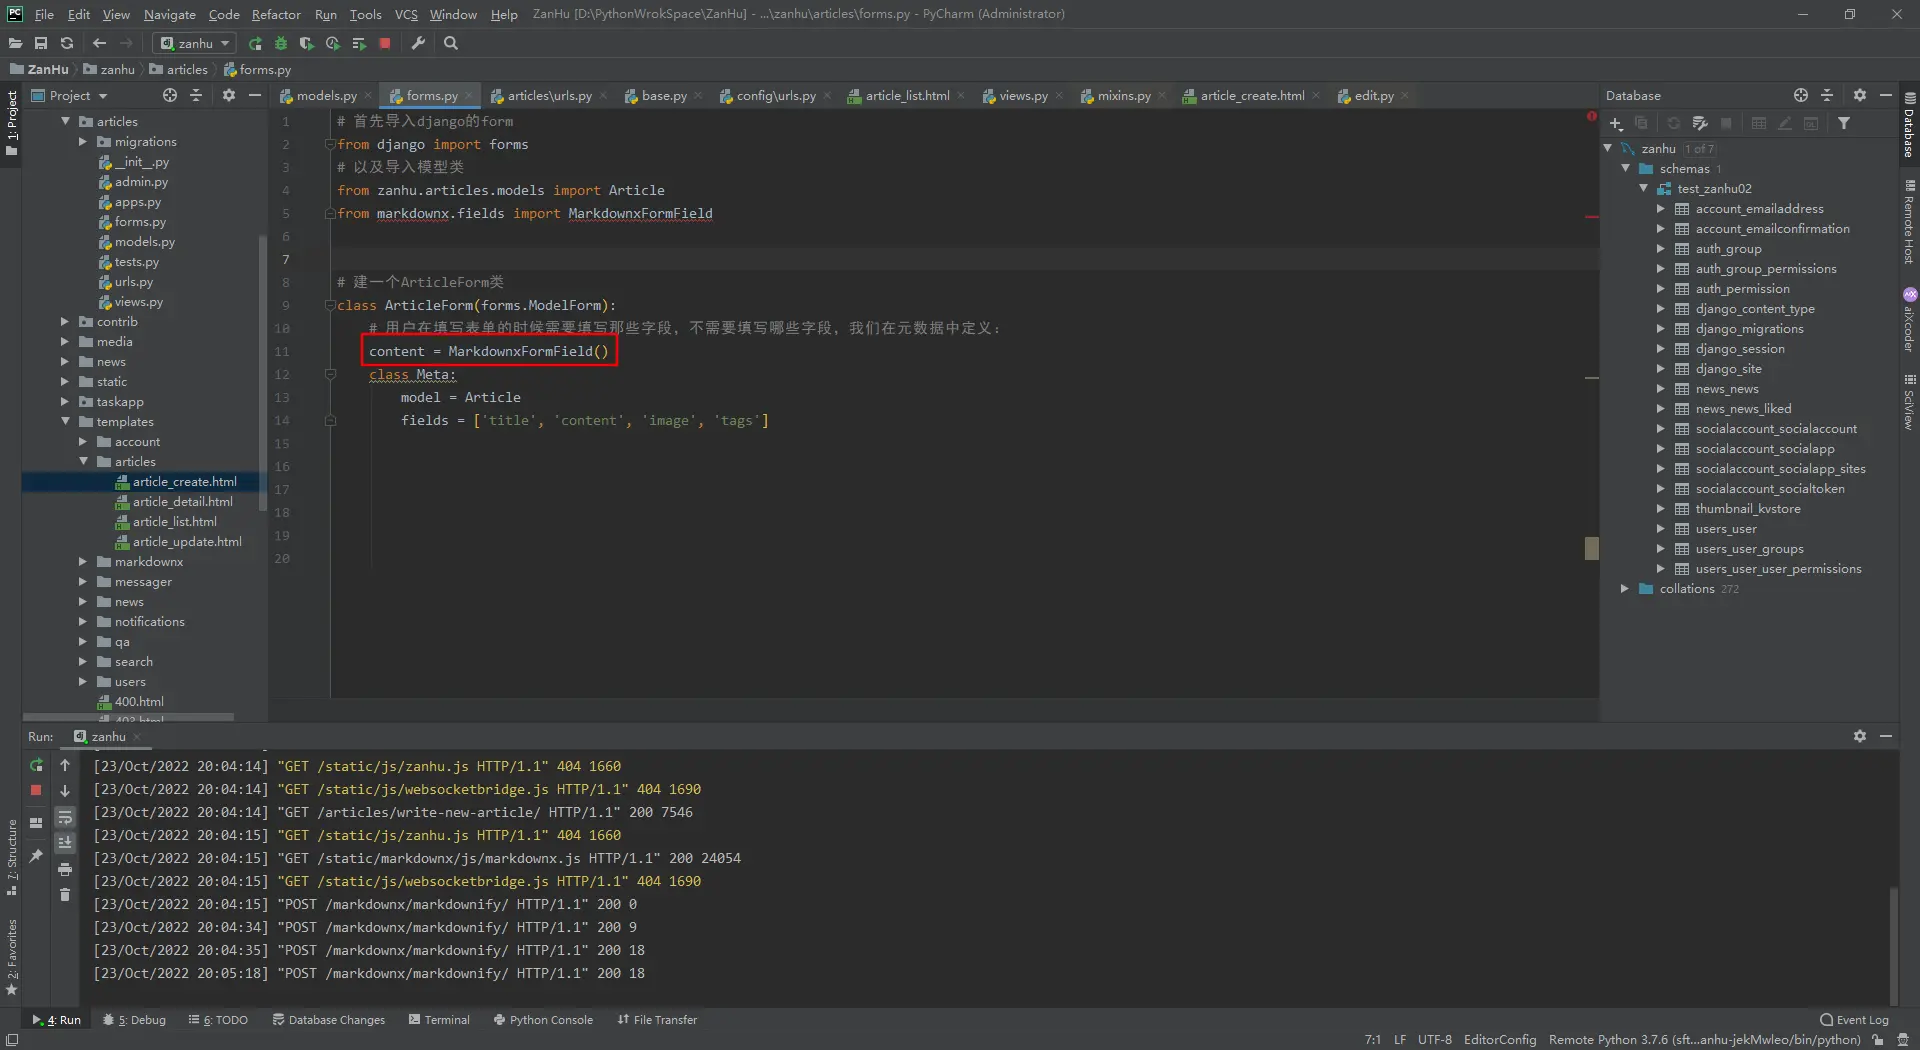 File Edit View Navigate Code Refactor Run Tools VCS Window Help ZanHu [D:\PythonWrokSpace\ZanHu] - ...\zanhu\articles\forms.py - PyCharm (Administrator)
zanhu
ZanHu zanhu articles forms.py
Project
models.py forms.py articles\urls.py base.py config\urls.py article_list.html views.py mixins.py article_create.html edit.py
Database
1: Project
articles
migrations
__init__.py
admin.py
apps.py
forms.py
models.py
tests.py
urls.py
views.py
contrib
media
news
static
taskapp
templates
account
articles
article_create.html
article_detail.html
article_list.html
article_update.html
markdownx
messager
news
notifications
qa
search
users
400.html
403.html
1 # 首先导入django的form
2 from django import forms
3 # 以及导入模型类
4 from zanhu.articles.models import Article
5 from markdownx.fields import MarkdownxFormField
6
7
8 # 建一个ArticleForm类
9 class ArticleForm(forms.ModelForm):
10 # 用户在填写表单的时候需要填写那些字段，不需要填写哪些字段，我们在元数据中定义：
11 content = MarkdownxFormField()
12 class Meta:
13 model = Article
14 fields = ['title', 'content', 'image', 'tags']
15
16
17
18
19
20
zanhu 1 of 7
schemas 1
test_zanhu02
account_emailaddress
account_emailconfirmation
auth_group
auth_group_permissions
auth_permission
django_content_type
django_migrations
django_session
django_site
news_news
news_news_liked
socialaccount_socialaccount
socialaccount_socialapp
socialaccount_socialapp_sites
socialaccount_socialtoken
thumbnail_kvstore
users_user
users_user_groups
users_user_user_permissions
collations 272
Database
Remote Host
aiXcoder
SciView
Run: zanhu
[23/Oct/2022 20:04:14] "GET /static/js/zanhu.js HTTP/1.1" 404 1660
[23/Oct/2022 20:04:14] "GET /static/js/websocketbridge.js HTTP/1.1" 404 1690
[23/Oct/2022 20:04:14] "GET /articles/write-new-article/ HTTP/1.1" 200 7546
[23/Oct/2022 20:04:15] "GET /static/js/zanhu.js HTTP/1.1" 404 1660
[23/Oct/2022 20:04:15] "GET /static/markdownx/js/markdownx.js HTTP/1.1" 200 24054
[23/Oct/2022 20:04:15] "GET /static/js/websocketbridge.js HTTP/1.1" 404 1690
[23/Oct/2022 20:04:15] "POST /markdownx/markdownify/ HTTP/1.1" 200 0
[23/Oct/2022 20:04:34] "POST /markdownx/markdownify/ HTTP/1.1" 200 9
[23/Oct/2022 20:04:35] "POST /markdownx/markdownify/ HTTP/1.1" 200 18
[23/Oct/2022 20:05:18] "POST /markdownx/markdownify/ HTTP/1.1" 200 18
7: Structure
2: Favorites
4: Run 5: Debug 6: TODO Database Changes Terminal Python Console File Transfer Event Log
7:1 LF UTF-8 EditorConfig Remote Python 3.7.6 (sft...anhu-jekMwleo/bin/python)